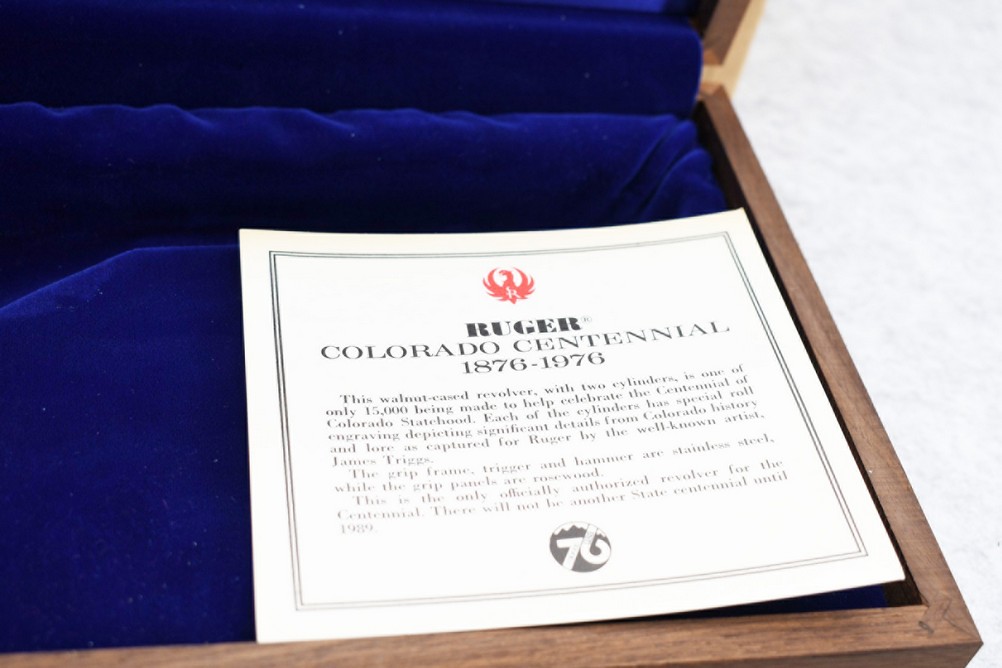 RUGER®
COLORADO CENTENNIAL
1876-1976
This walnut-cased revolver, with two cylinders, is one of
only 15,000 being made to help celebrate the Centennial of
Colorado Statehood. Each of the cylinders has special roll
engraving depicting significant details from Colorado history
and lore as captured for Ruger by the well-known artist,
James Triggs.
The grip frame, trigger and hammer are stainless steel,
while the grip panels are rosewood.
This is the only officially authorized revolver for the
Centennial. There will not be another State centennial until
1989.
76